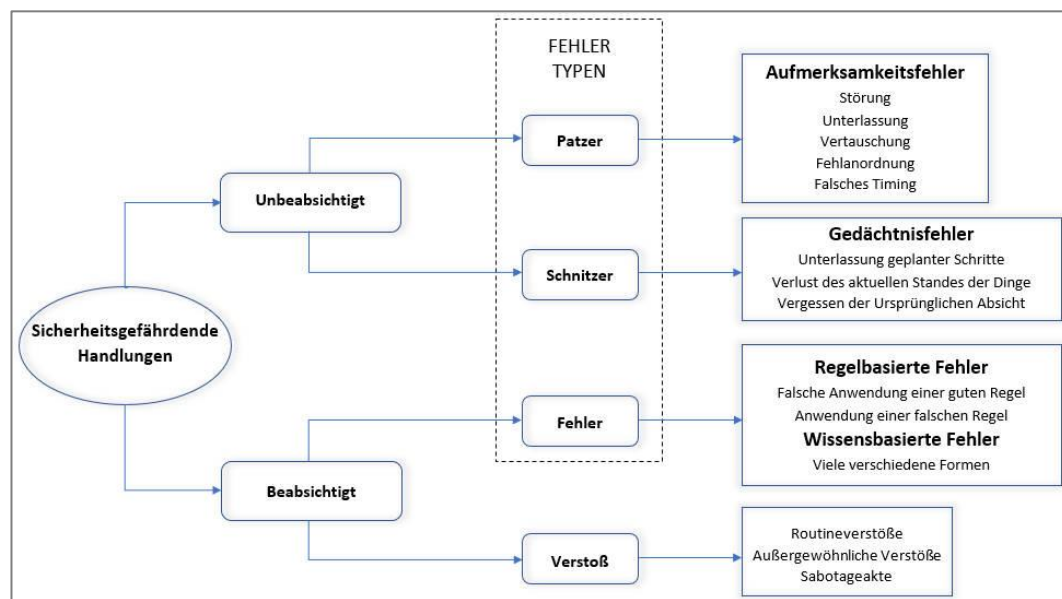 FEHLER
TYPEN
Sicherheitsgefährdende
Handlungen
Unbeabsichtigt
Patzer
Aufmerksamkeitsfehler
Störung
Unterlassung
Vertauschung
Fehlanordnung
Falsches Timing
Schnitzer
Gedächtnisfehler
Unterlassung geplanter Schritte
Verlust des aktuellen Standes der Dinge
Vergessen der Ursprünglichen Absicht
Beabsichtigt
Fehler
Regelbasierte Fehler
Falsche Anwendung einer guten Regel
Anwendung einer falschen Regel
Wissensbasierte Fehler
Viele verschiedene Formen
Verstoß
Routineverstöße
Außergewöhnliche Verstöße
Sabotageakte